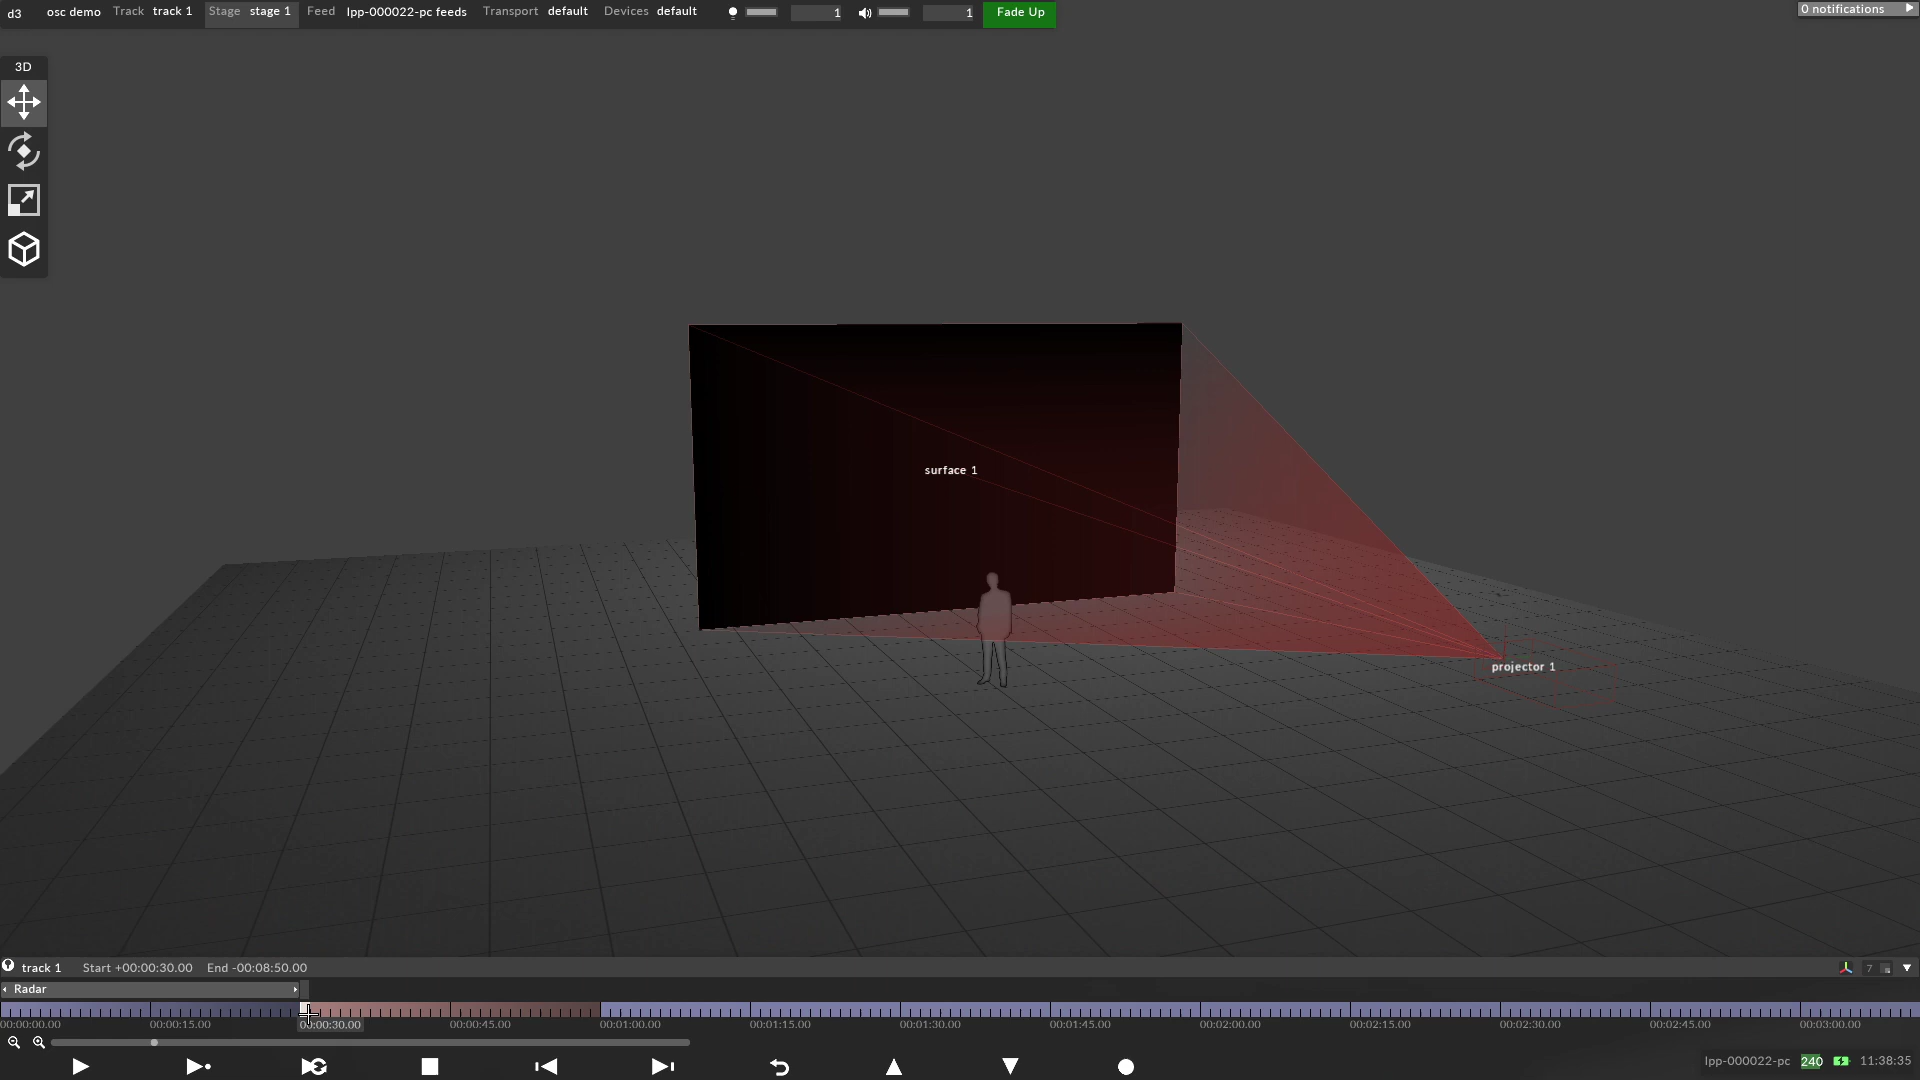 d3 osc demo Track track 1 Stage stage 1 Feed lpp-000022-pc feeds Transport default Devices default 1 1 Fade Up 0 notifications
3D
surface 1
projector 1
track 1 Start +00:00:30.00 End -00:08:50.00 7
Radar
00:00:00.00 00:00:15.00 00:00:30.00 00:00:45.00 00:01:00.00 00:01:15.00 00:01:30.00 00:01:45.00 00:02:00.00 00:02:15.00 00:02:30.00 00:02:45.00 00:03:00.00
lpp-000022-pc 240 11:38:35